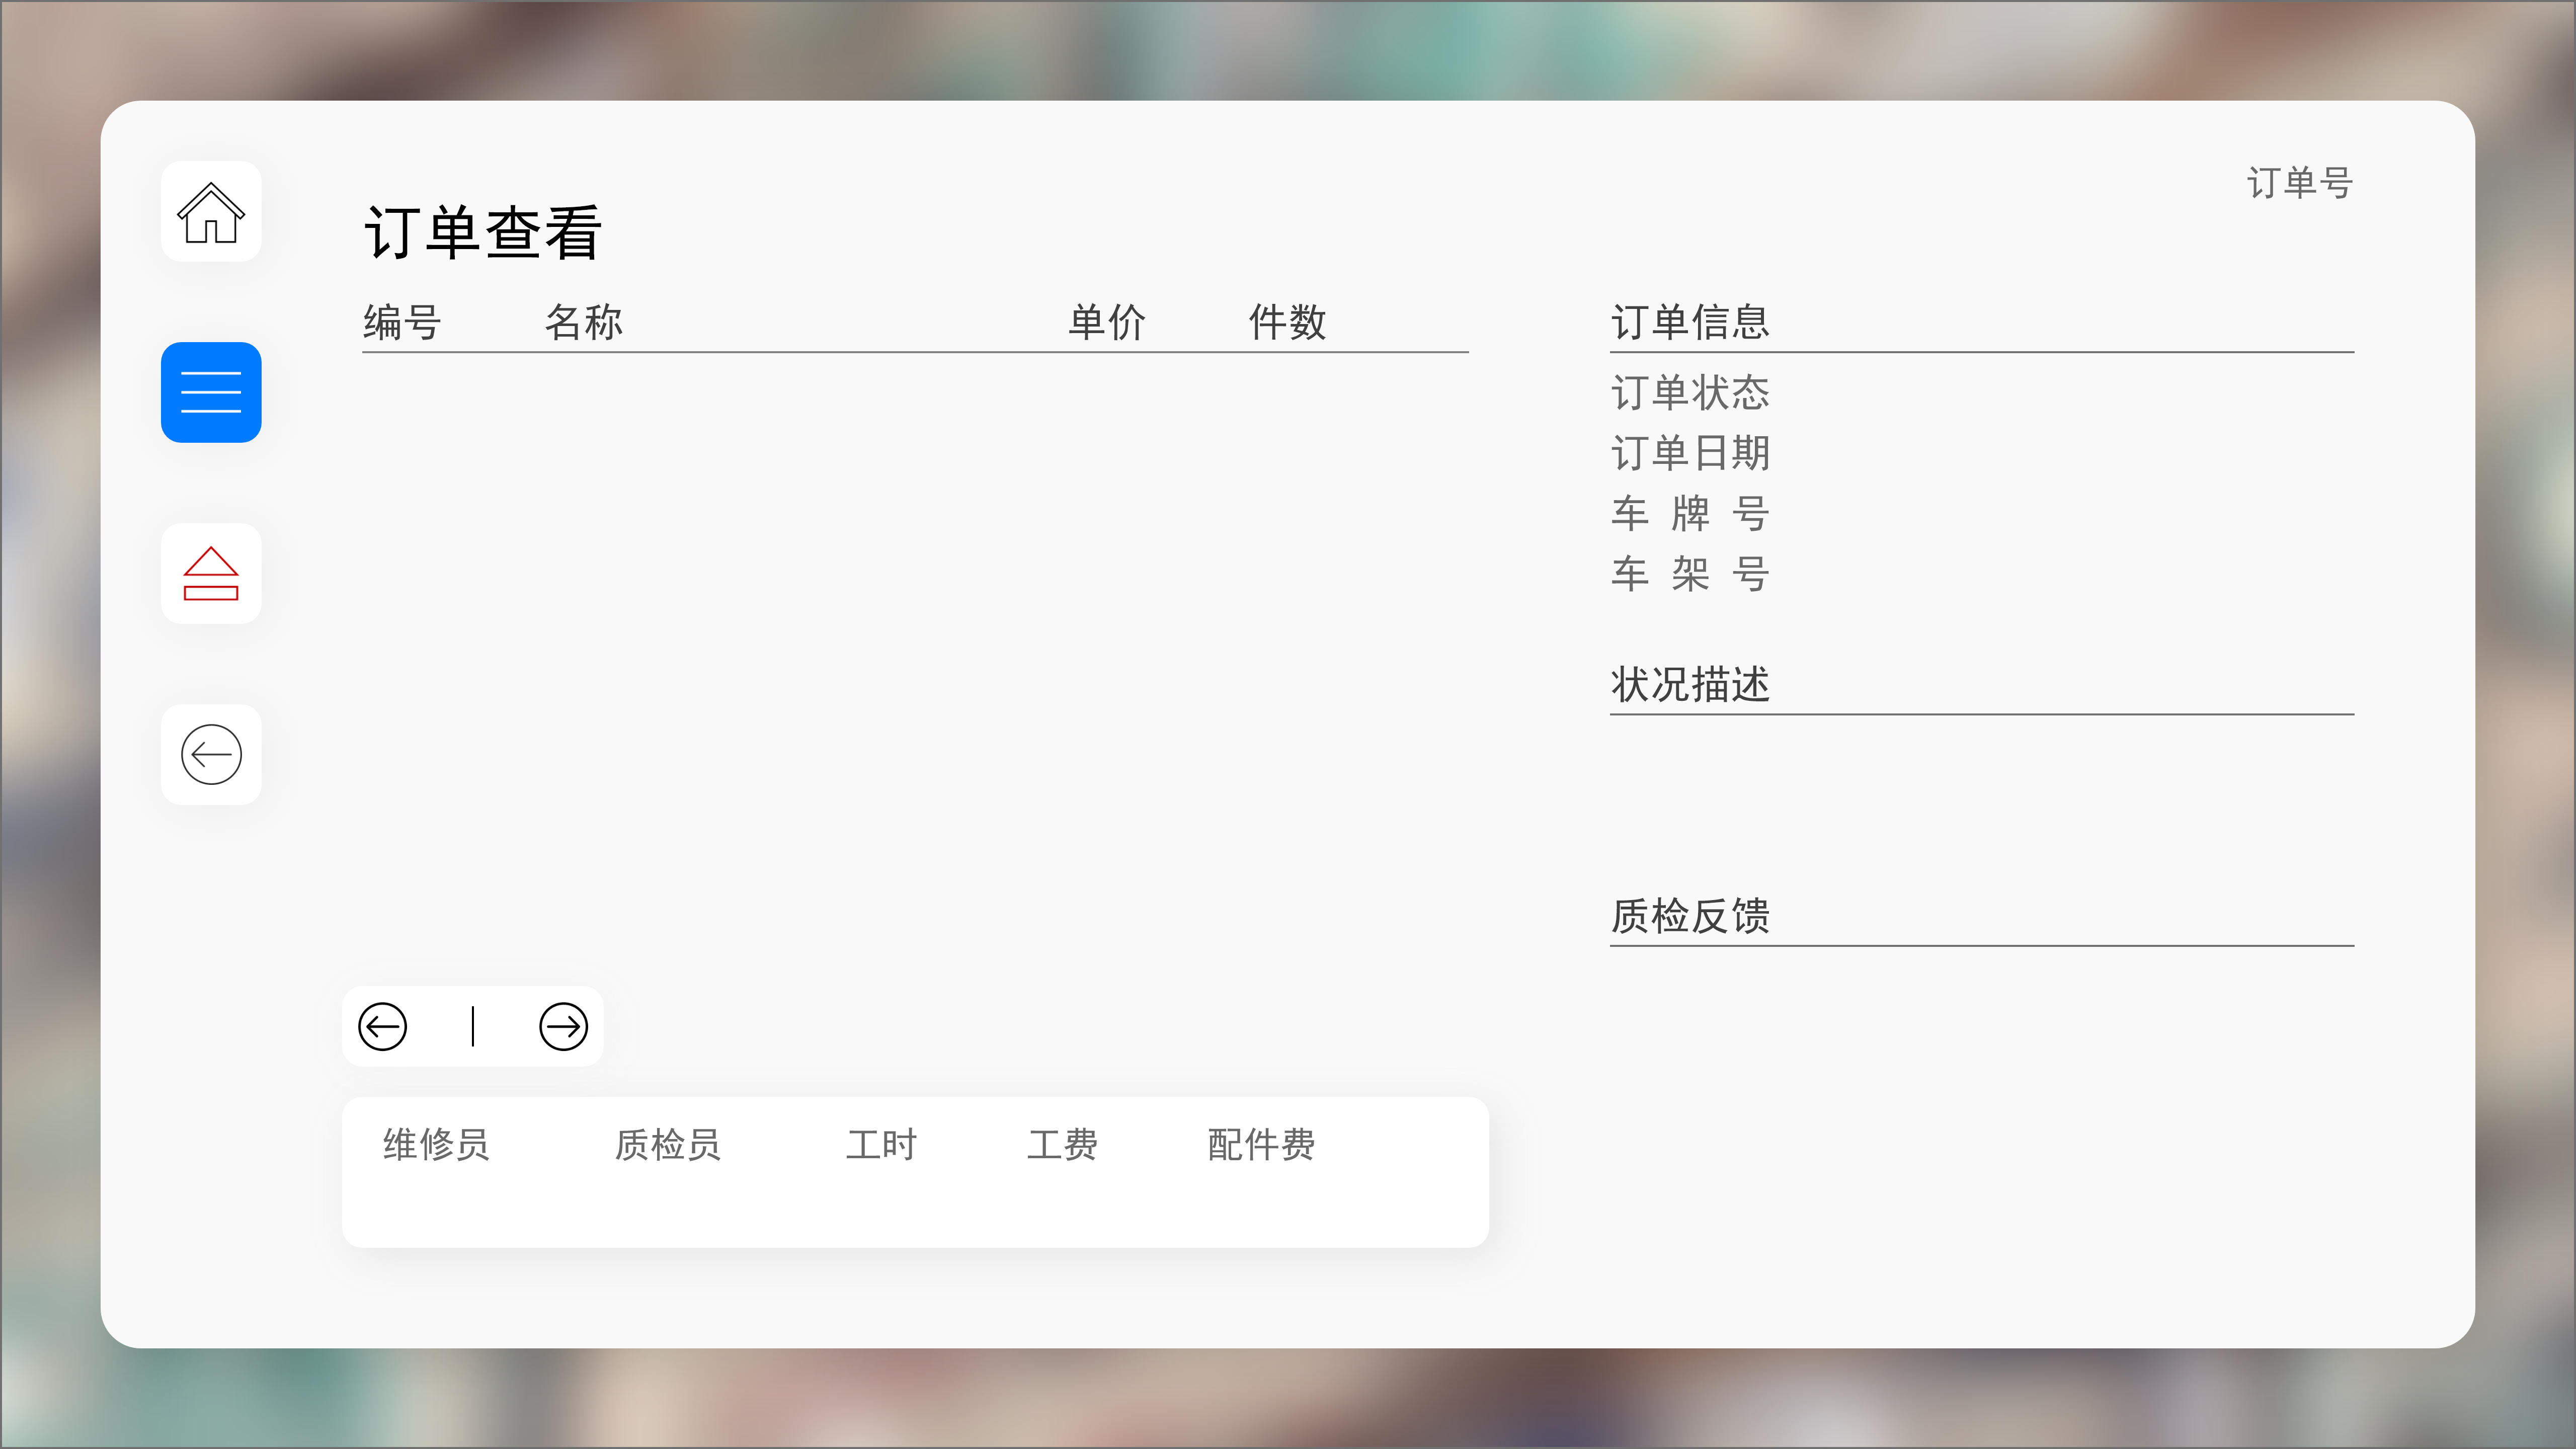 订单号
订单查看
编号 名称 单价 件数
订单信息
订单状态
订单日期
车 牌 号
车 架 号
状况描述
质检反馈
维修员 质检员 工时 工费 配件费